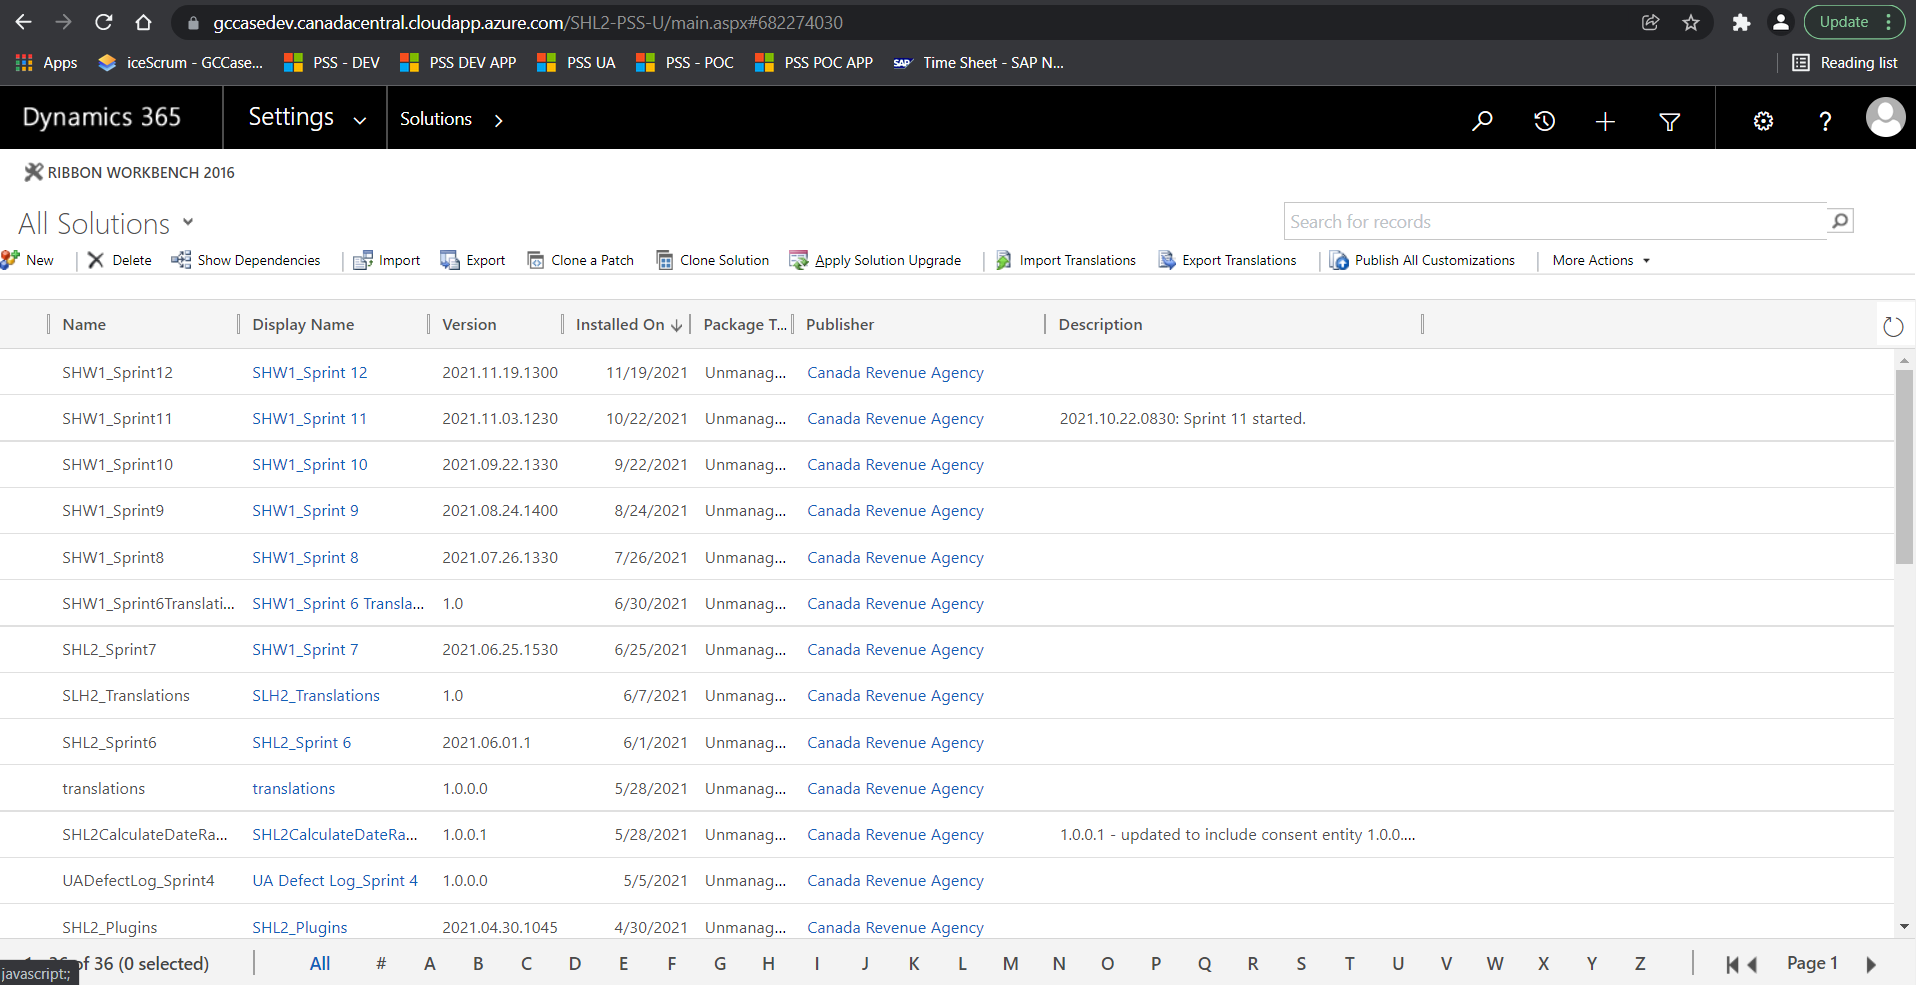 gccasedev.canadacentral.cloudapp.azure.com/SHL2-PSS-U/main.aspx#682274030
Update
Apps
iceScrum - GCCase...
PSS - DEV
PSS DEV APP
PSS UA
PSS - POC
PSS POC APP
SAP
Time Sheet - SAP N...
Reading list
Dynamics 365
Settings
Solutions
RIBBON WORKBENCH 2016
All Solutions
Search for records
New Delete Show Dependencies Import Export Clone a Patch Clone Solution Apply Solution Upgrade Import Translations Export Translations Publish All Customizations More Actions
Name Display Name Version Installed On Package T... Publisher Description
SHW1_Sprint12 SHW1_Sprint 12 2021.11.19.1300 11/19/2021 Unmanag... Canada Revenue Agency
SHW1_Sprint11 SHW1_Sprint 11 2021.11.03.1230 10/22/2021 Unmanag... Canada Revenue Agency 2021.10.22.0830: Sprint 11 started.
SHW1_Sprint10 SHW1_Sprint 10 2021.09.22.1330 9/22/2021 Unmanag... Canada Revenue Agency
SHW1_Sprint9 SHW1_Sprint 9 2021.08.24.1400 8/24/2021 Unmanag... Canada Revenue Agency
SHW1_Sprint8 SHW1_Sprint 8 2021.07.26.1330 7/26/2021 Unmanag... Canada Revenue Agency
SHW1_Sprint6Translati... SHW1_Sprint 6 Transla... 1.0 6/30/2021 Unmanag... Canada Revenue Agency
SHL2_Sprint7 SHW1_Sprint 7 2021.06.25.1530 6/25/2021 Unmanag... Canada Revenue Agency
SLH2_Translations SLH2_Translations 1.0 6/7/2021 Unmanag... Canada Revenue Agency
SHL2_Sprint6 SHL2_Sprint 6 2021.06.01.1 6/1/2021 Unmanag... Canada Revenue Agency
translations translations 1.0.0.0 5/28/2021 Unmanag... Canada Revenue Agency
SHL2CalculateDateRa... SHL2CalculateDateRa... 1.0.0.1 5/28/2021 Unmanag... Canada Revenue Agency 1.0.0.1 - updated to include consent entity 1.0.0....
UADefectLog_Sprint4 UA Defect Log_Sprint 4 1.0.0.0 5/5/2021 Unmanag... Canada Revenue Agency
SHL2_Plugins SHL2_Plugins 2021.04.30.1045 4/30/2021 Unmanag... Canada Revenue Agency
of 36 (0 selected) All # A B C D E F G H I J K L M N O P Q R S T U V W X Y Z Page 1
javascript:;